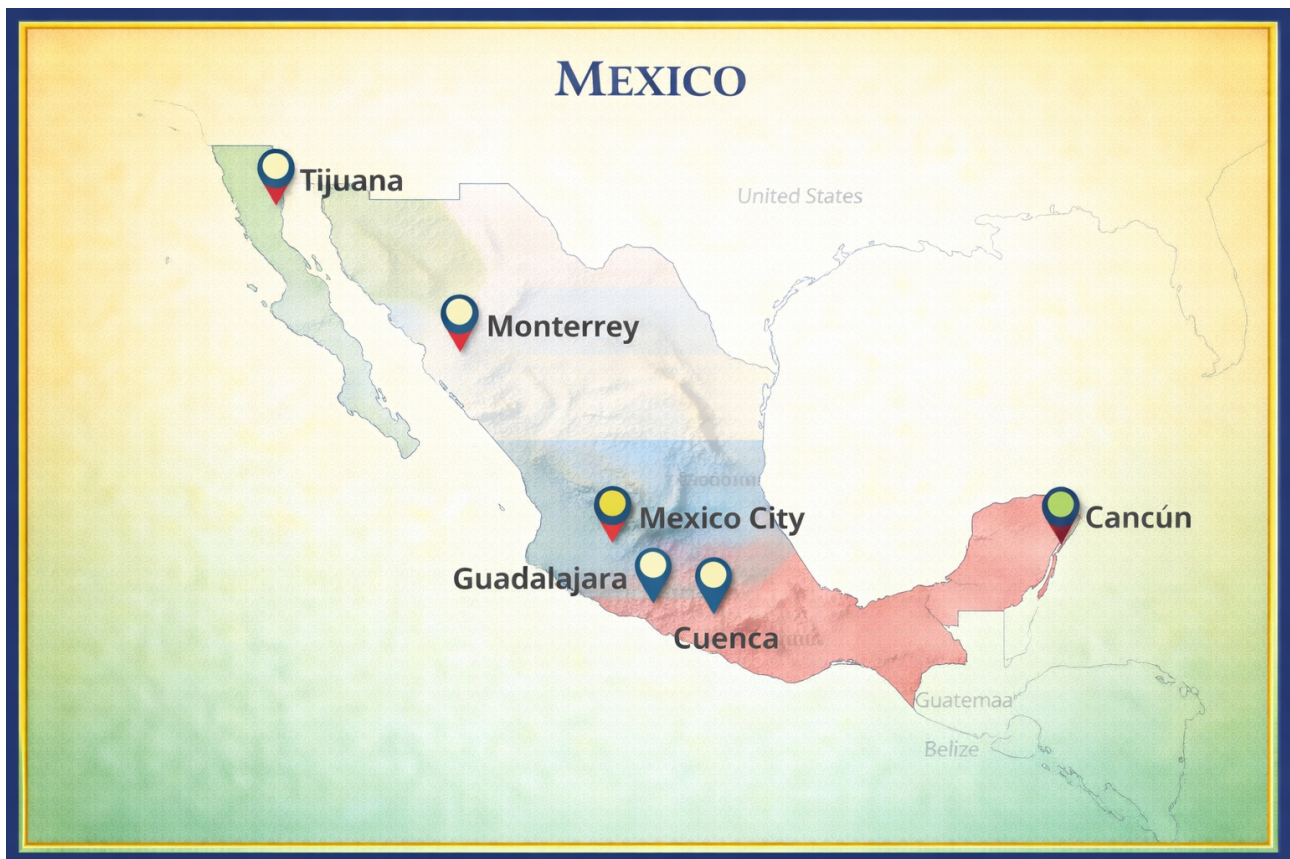 MEXICO
Tijuana
United States
Monterrey
Mexico City
Cancún
Guadalajara
Cuenca
Guatemaa
Belize